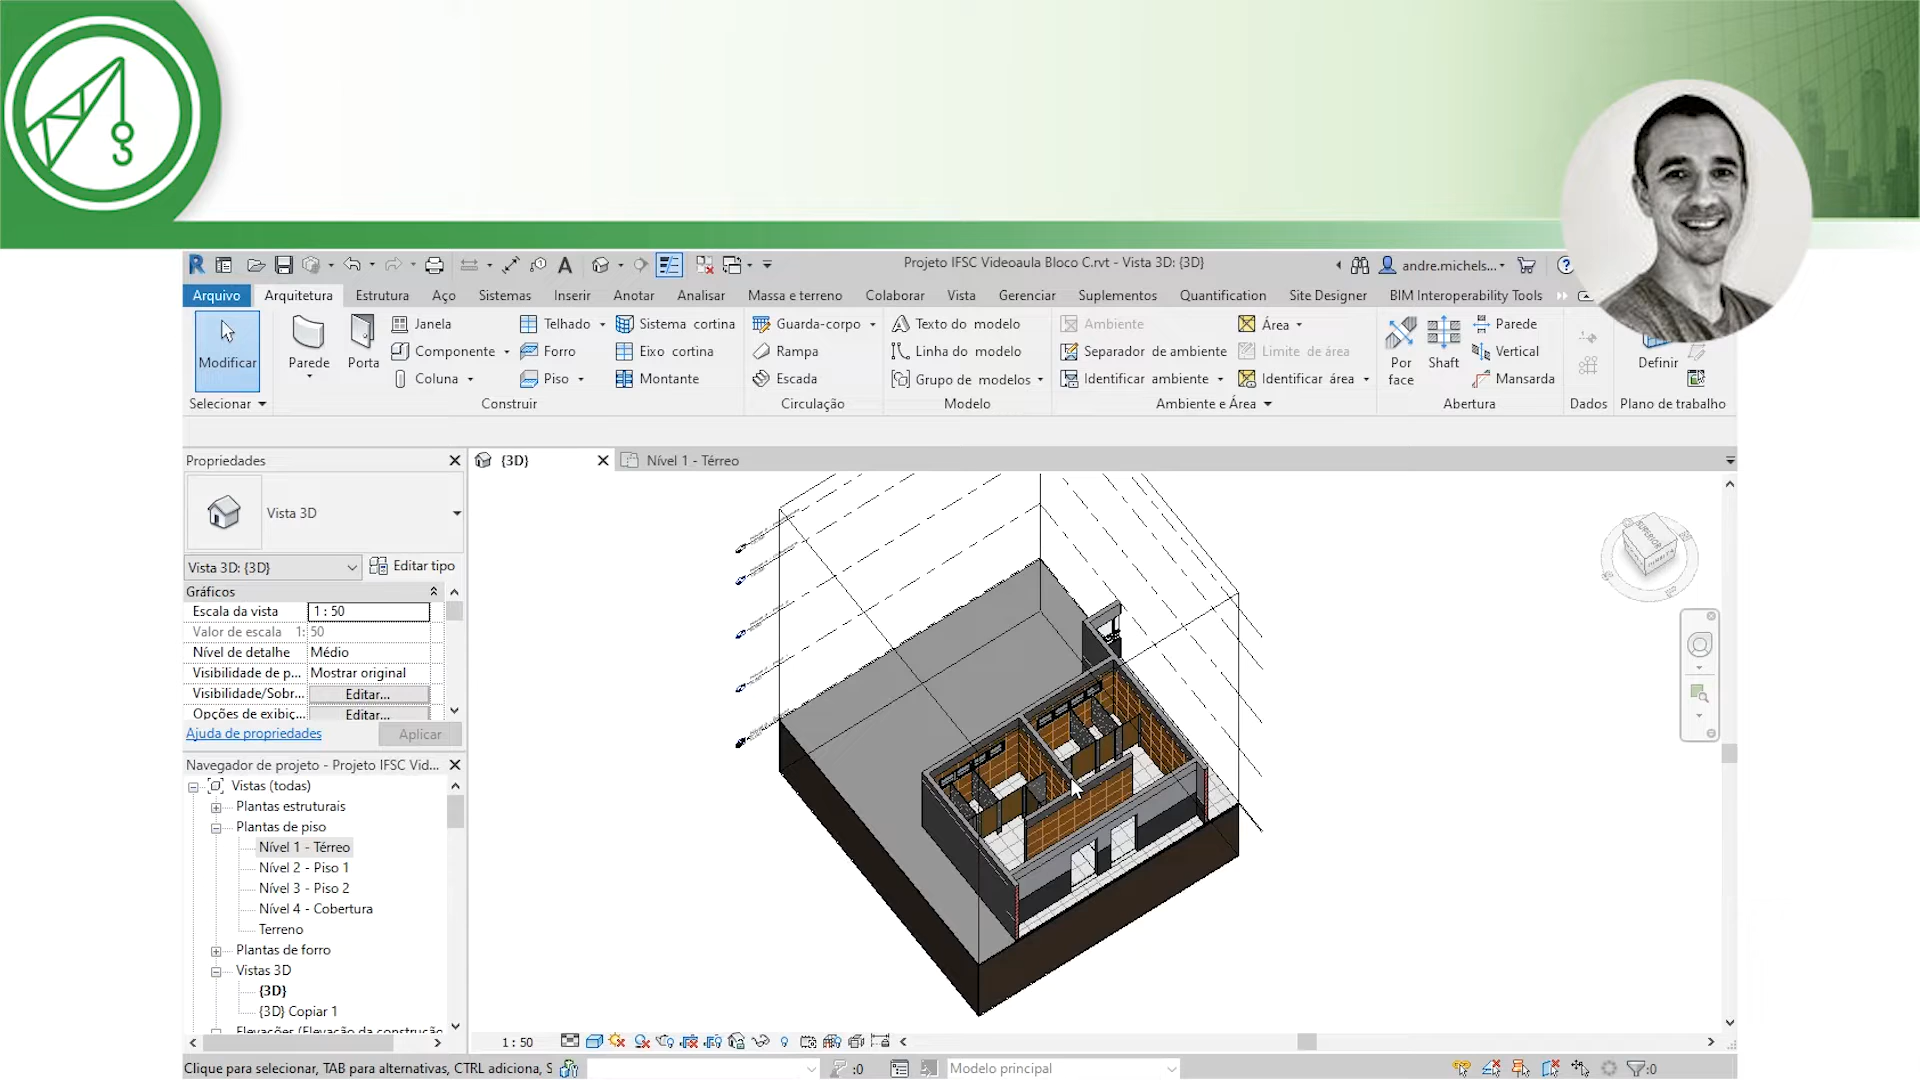 Projeto IFSC Videoaula Bloco C.rvt - Vista 3D: {3D}
andre.michels...
Arquivo Arquitetura Estrutura Aço Sistemas Inserir Anotar Analisar Massa e terreno Colaborar Vista Gerenciar Suplementos Quantification Site Designer BIM Interoperability Tools
Modificar
Selecionar
Parede
Porta
Janela
Componente
Coluna
Telhado
Forro
Piso
Sistema cortina
Eixo cortina
Montante
Construir
Guarda-corpo
Rampa
Escada
Circulação
Texto do modelo
Linha do modelo
Grupo de modelos
Modelo
Ambiente
Separador de ambiente
Identificar ambiente
Área
Limite de área
Identificar área
Ambiente e Área
Por face
Shaft
Parede
Vertical
Mansarda
Abertura
Dados
Definir
Plano de trabalho
Propriedades
{3D}
Nível 1 - Térreo
Vista 3D
Vista 3D: {3D}
Editar tipo
Gráficos
Escala da vista 1 : 50
Valor de escala 1: 50
Nível de detalhe Médio
Visibilidade de p... Mostrar original
Visibilidade/Sobr... Editar...
Opções de exibiç... Editar...
Ajuda de propriedades
Aplicar
Navegador de projeto - Projeto IFSC Vid...
Vistas (todas)
Plantas estruturais
Plantas de piso
Nível 1 - Térreo
Nível 2 - Piso 1
Nível 3 - Piso 2
Nível 4 - Cobertura
Terreno
Plantas de forro
Vistas 3D
{3D}
{3D} Copiar 1
Elevações (Elevação da construção
SUPERIOR
1 : 50
Clique para selecionar, TAB para alternativas, CTRL adiciona, S
:0
Modelo principal
:0